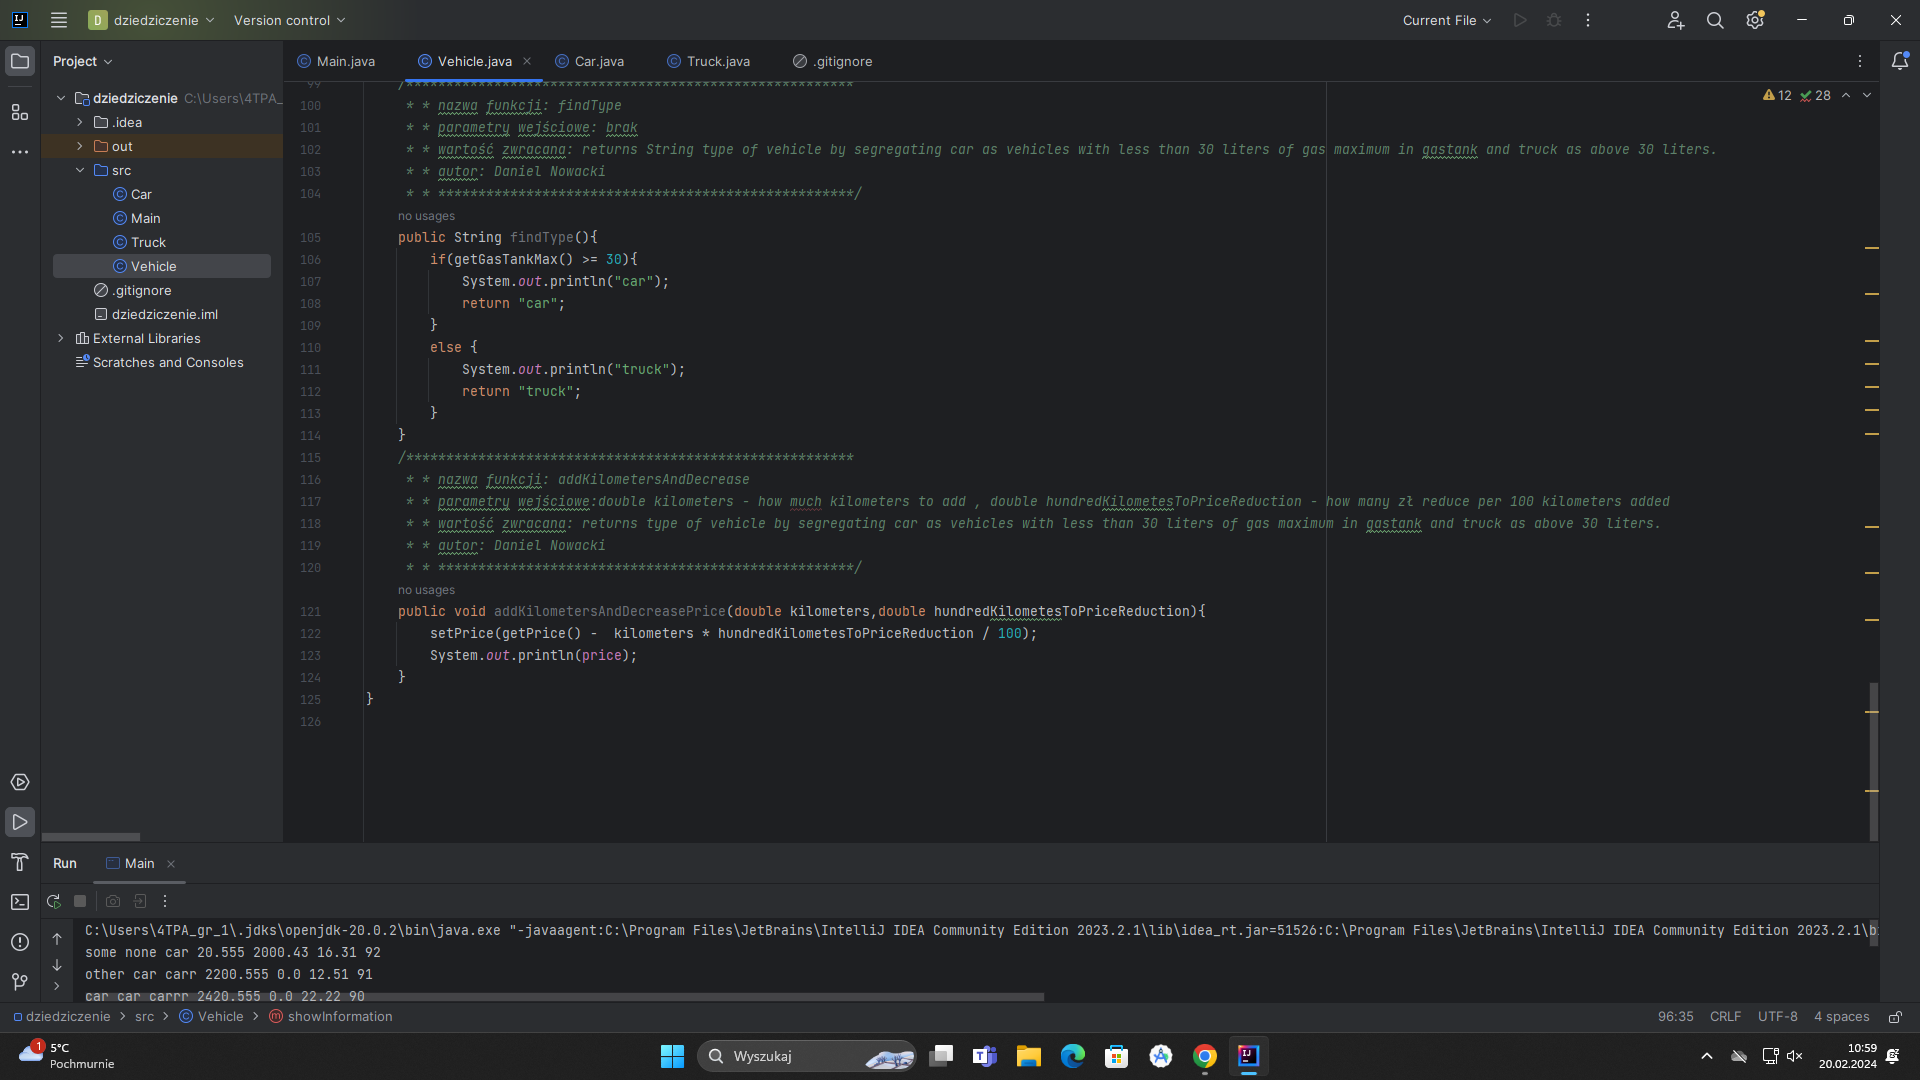 D dziedziczenie Version control Current File
Project Main.java Vehicle.java Car.java Truck.java .gitignore
dziedziczenie C:\Users\4TPA_
.idea
out
src
Car
Main
Truck
Vehicle
.gitignore
dziedziczenie.iml
External Libraries
Scratches and Consoles
12 28
99 /********************************************************
100 * * nazwa funkcji: findType
101 * * parametry wejściowe: brak
102 * * wartość zwracana: returns String type of vehicle by segregating car as vehicles with less than 30 liters of gas maximum in gastank and truck as above 30 liters.
103 * * autor: Daniel Nowacki
104 * * ****************************************************/
no usages
105 public String findType(){
106 if(getGasTankMax() >= 30){
107 System.out.println("car");
108 return "car";
109 }
110 else {
111 System.out.println("truck");
112 return "truck";
113 }
114 }
115 /********************************************************
116 * * nazwa funkcji: addKilometersAndDecrease
117 * * parametry wejściowe:double kilometers - how much kilometers to add , double hundredKilometesToPriceReduction - how many zł reduce per 100 kilometers added
118 * * wartość zwracana: returns type of vehicle by segregating car as vehicles with less than 30 liters of gas maximum in gastank and truck as above 30 liters.
119 * * autor: Daniel Nowacki
120 * * ****************************************************/
no usages
121 public void addKilometersAndDecreasePrice(double kilometers,double hundredKilometesToPriceReduction){
122 setPrice(getPrice() -  kilometers * hundredKilometesToPriceReduction / 100);
123 System.out.println(price);
124 }
125 }
126
Run Main
C:\Users\4TPA_gr_1\.jdks\openjdk-20.0.2\bin\java.exe "-javaagent:C:\Program Files\JetBrains\IntelliJ IDEA Community Edition 2023.2.1\lib\idea_rt.jar=51526:C:\Program Files\JetBrains\IntelliJ IDEA Community Edition 2023.2.1\b
some none car 20.555 2000.43 16.31 92
other car carr 2200.555 0.0 12.51 91
car car carrr 2420.555 0.0 22.22 90
dziedziczenie > src > Vehicle > showInformation 96:35 CRLF UTF-8 4 spaces
1 5°C
Pochmurnie
Wyszukaj
10:59
20.02.2024